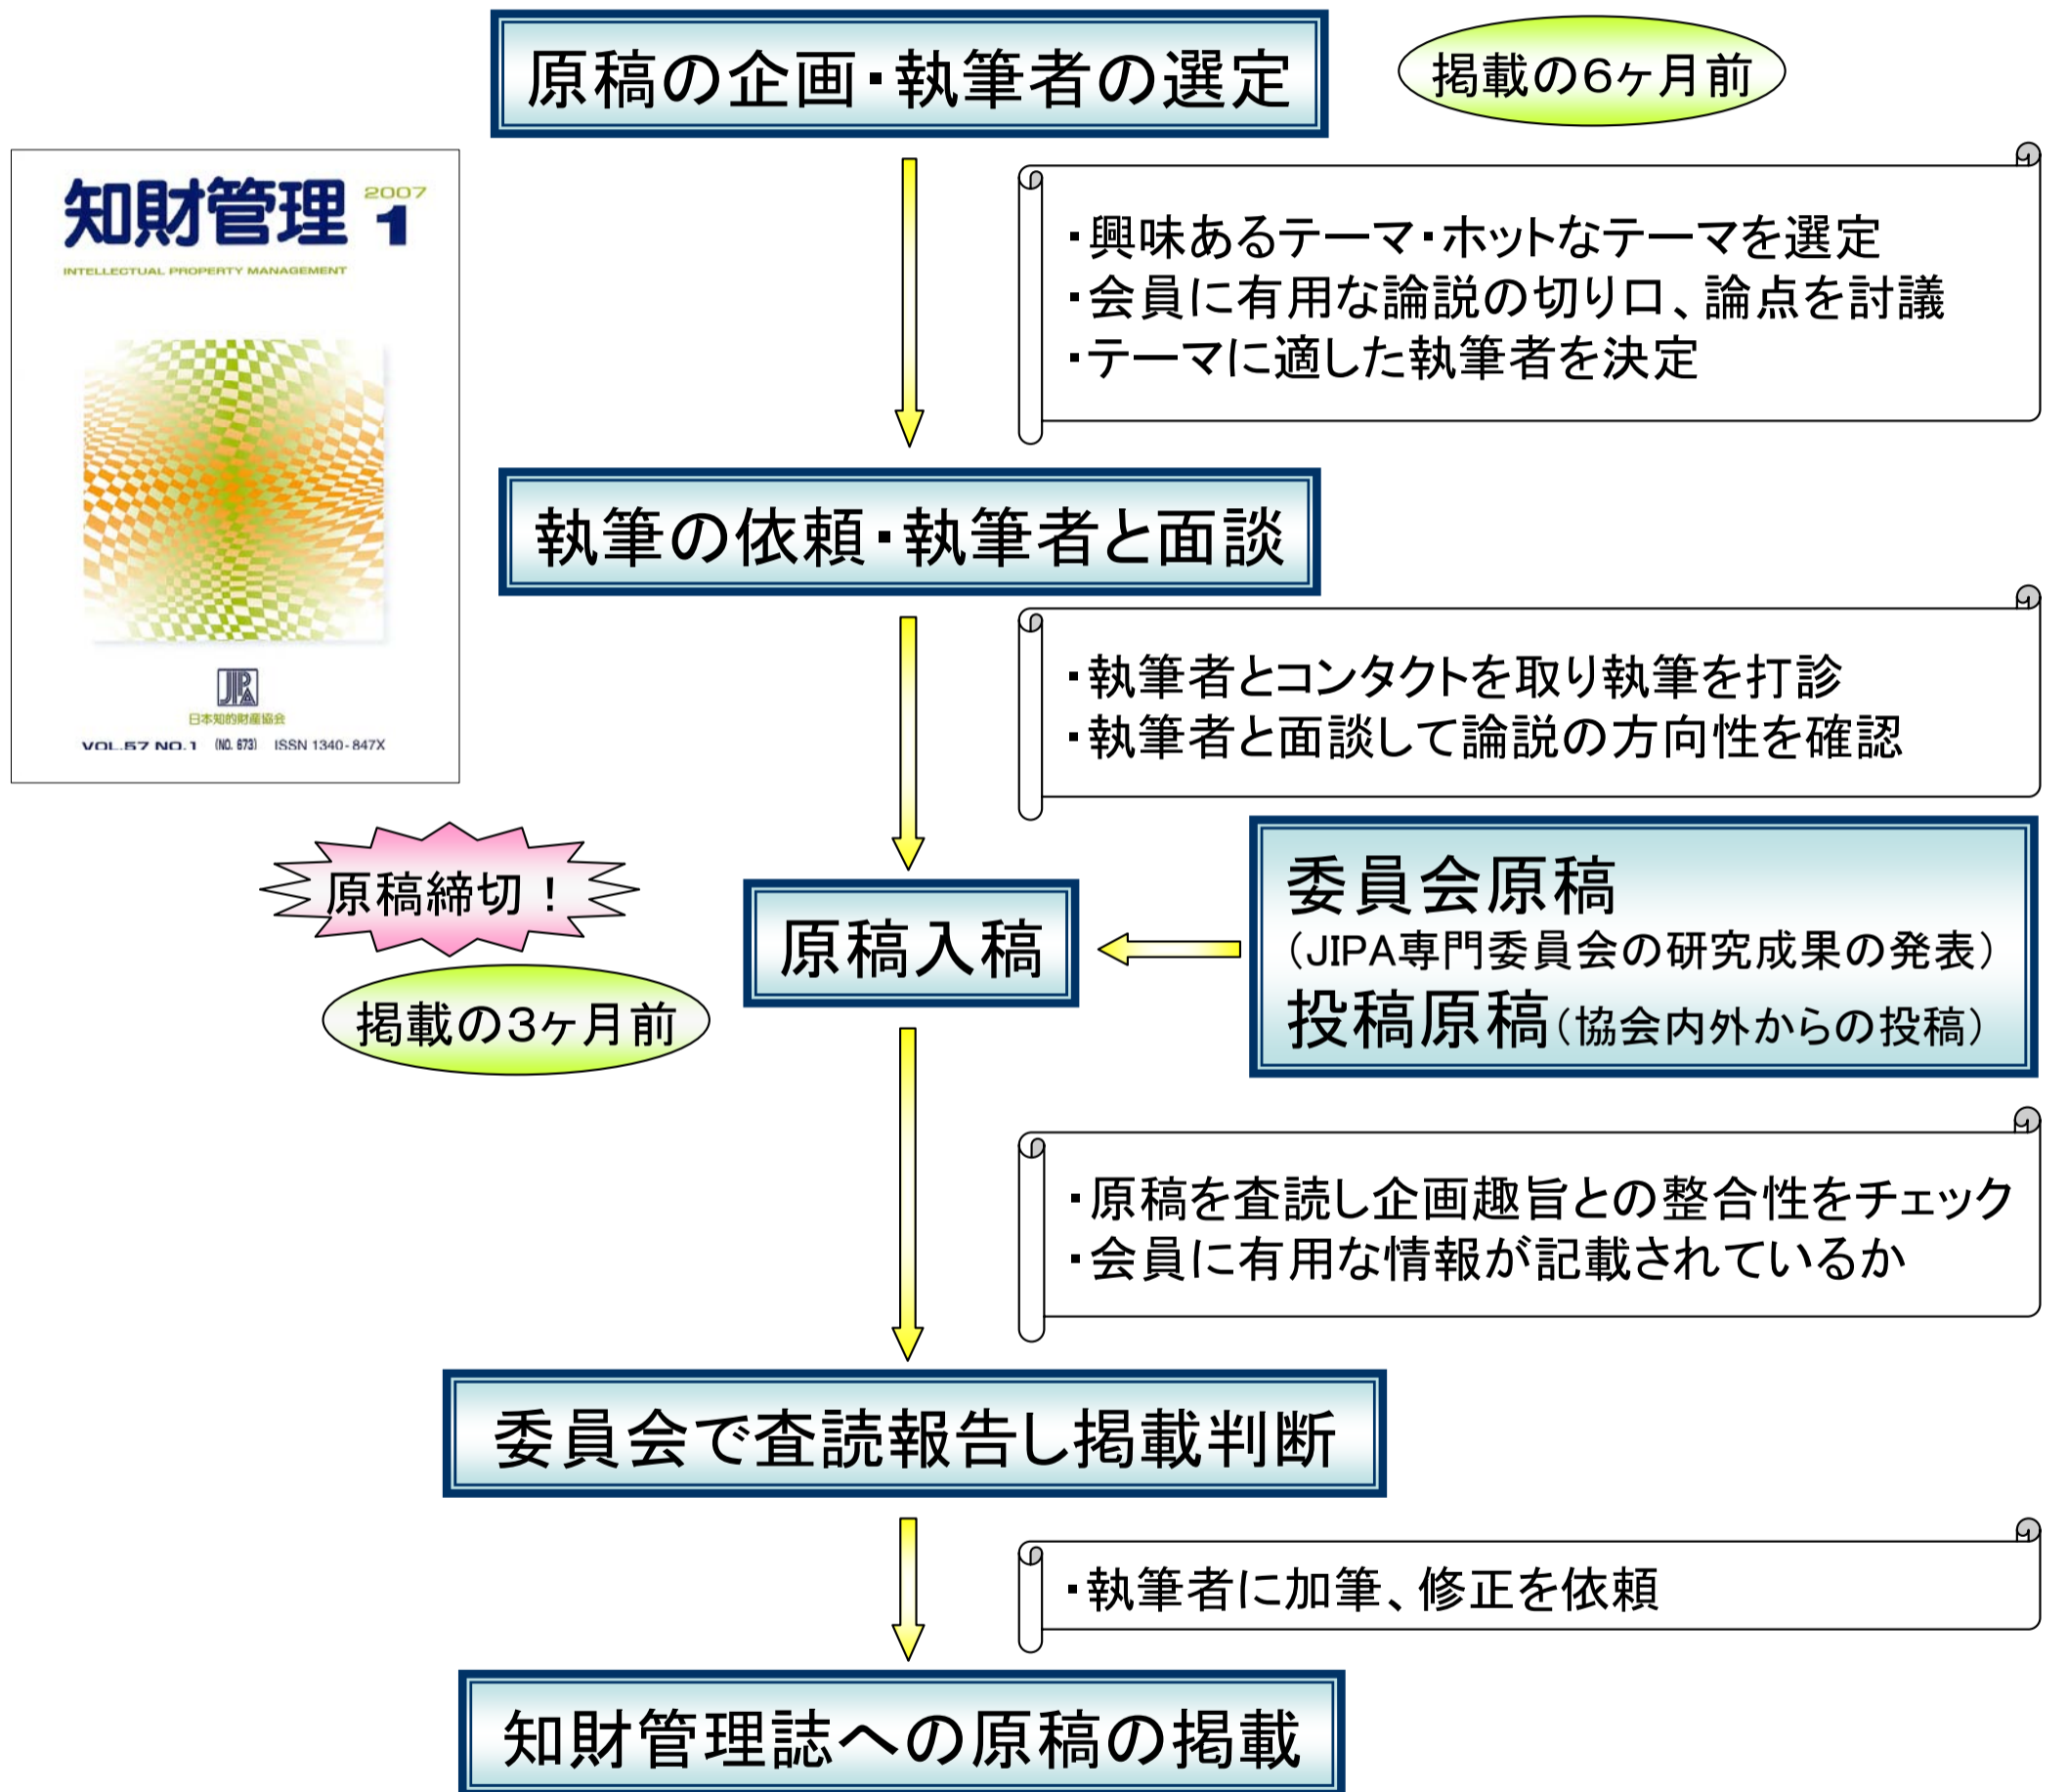 原稿の企画・執筆者の選定
掲載の6ヶ月前
知財管理 2007 1
INTELLECTUAL PROPERTY MANAGEMENT
JIPA
日本知的財産協会
VOL.57 NO.1 (NO. 673) ISSN 1340-847X
・興味あるテーマ・ホットなテーマを選定
・会員に有用な論説の切り口、論点を討議
・テーマに適した執筆者を決定
執筆の依頼・執筆者と面談
・執筆者とコンタクトを取り執筆を打診
・執筆者と面談して論説の方向性を確認
原稿締切！
掲載の3ヶ月前
原稿入稿
委員会原稿
（JIPA専門委員会の研究成果の発表）
投稿原稿（協会内外からの投稿）
・原稿を査読し企画趣旨との整合性をチェック
・会員に有用な情報が記載されているか
委員会で査読報告し掲載判断
・執筆者に加筆、修正を依頼
知財管理誌への原稿の掲載